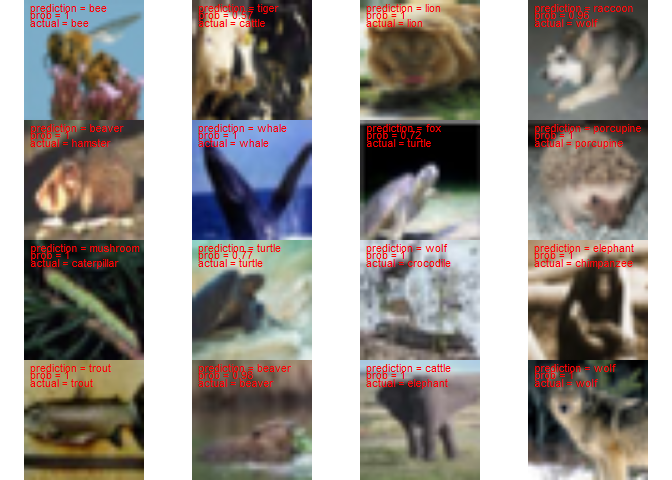 prediction = bee
prob = 1
actual = bee
prediction = tiger
prob = 0.57
actual = cattle
prediction = lion
prob = 1
actual = lion
prediction = raccoon
prob = 0.96
actual = wolf
prediction = beaver
prob = 1
actual = hamster
prediction = whale
prob = 1
actual = whale
prediction = fox
prob = 0.72
actual = turtle
prediction = porcupine
prob = 1
actual = porcupine
prediction = mushroom
prob = 1
actual = caterpillar
prediction = turtle
prob = 0.77
actual = turtle
prediction = wolf
prob = 1
actual = crocodile
prediction = elephant
prob = 1
actual = chimpanzee
prediction = trout
prob = 1
actual = trout
prediction = beaver
prob = 0.96
actual = beaver
prediction = cattle
prob = 1
actual = elephant
prediction = wolf
prob = 1
actual = wolf